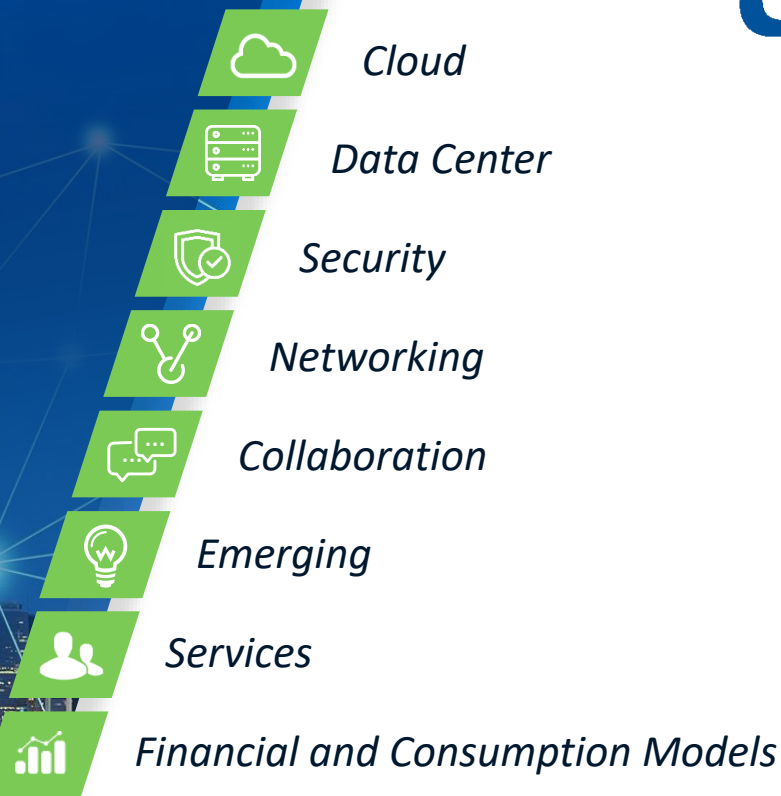 Cloud
Data Center
Security
Networking
Collaboration
Emerging
Services
Financial and Consumption Models